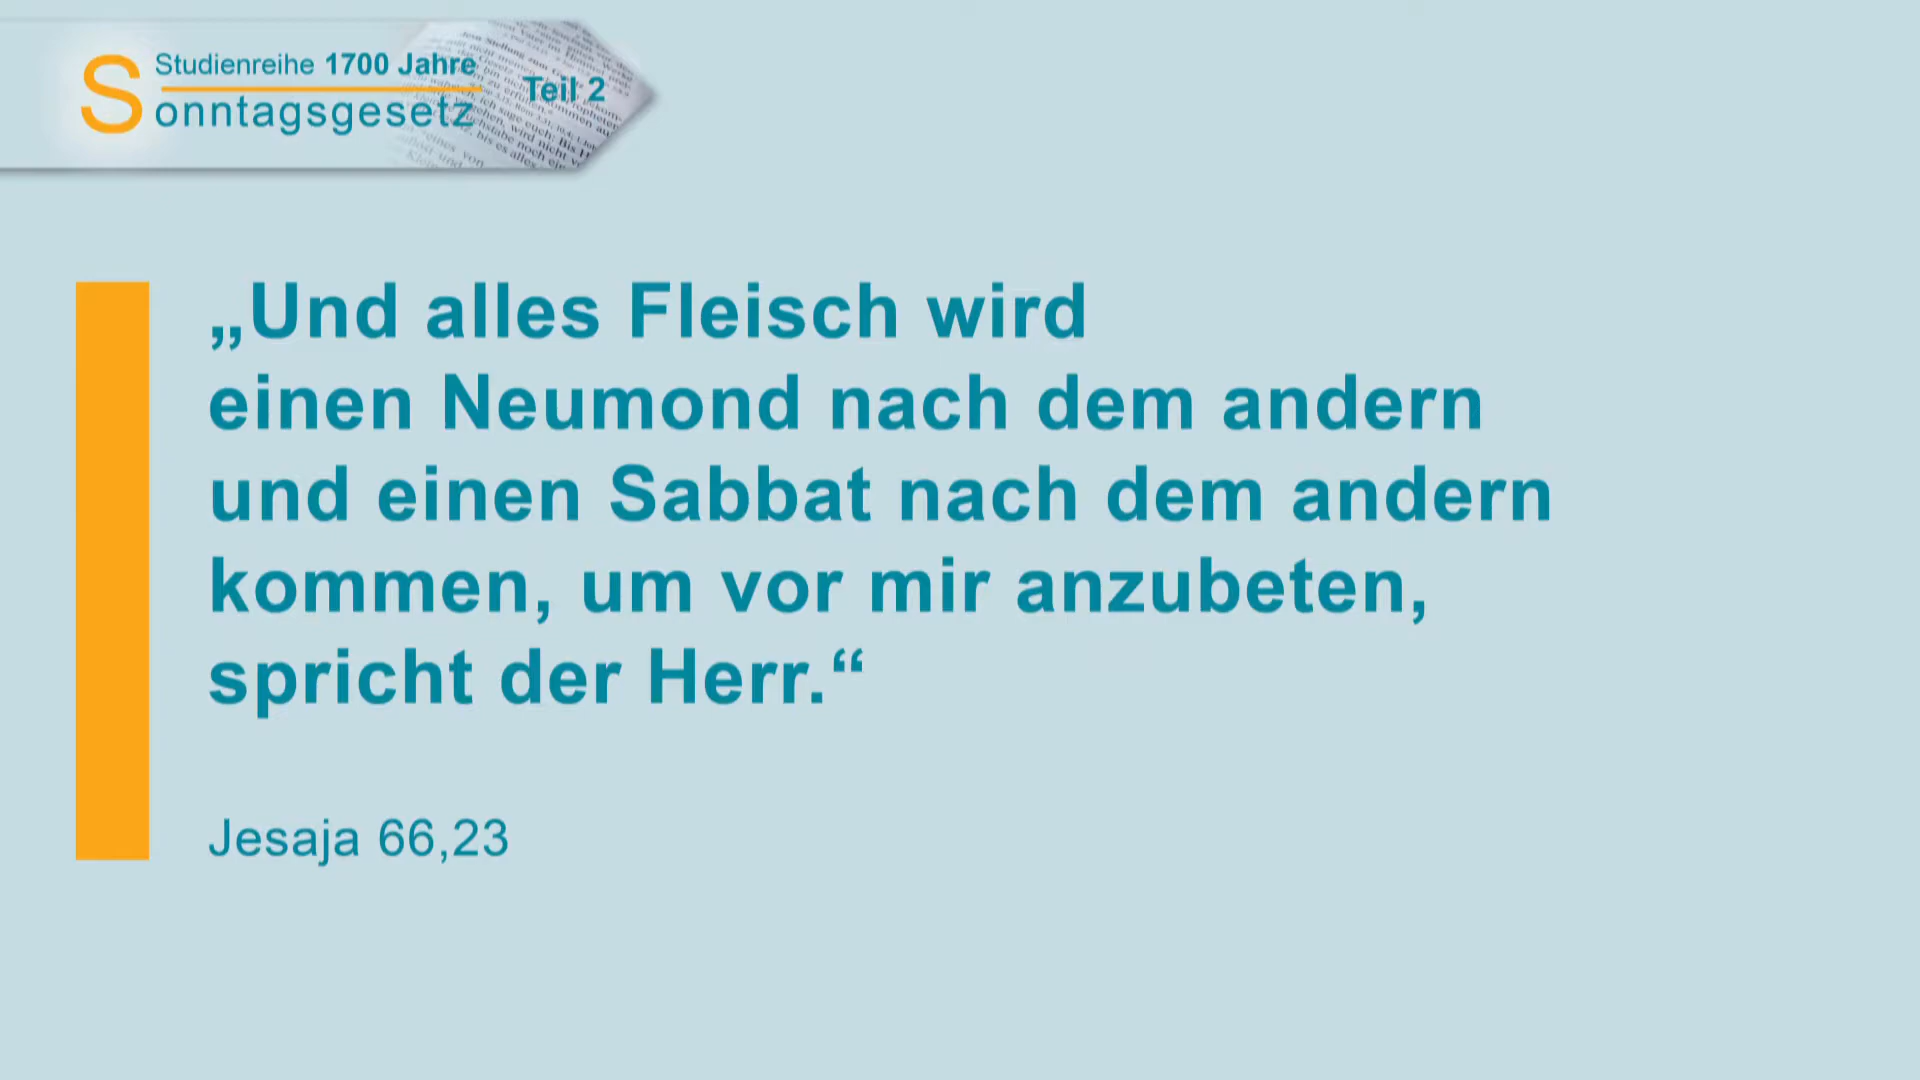 Studienreihe 1700 Jahre
Sonntagsgesetz
Teil 2
„Und alles Fleisch wird
einen Neumond nach dem andern
und einen Sabbat nach dem andern
kommen, um vor mir anzubeten,
spricht der Herr.“
Jesaja 66,23